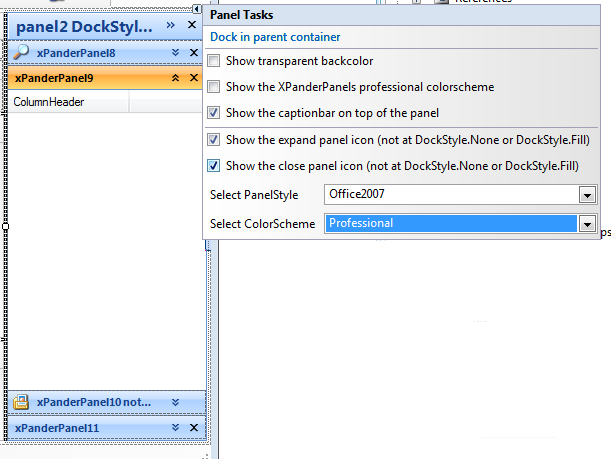 References
panel2 DockStyl...
xPanderPanel8
xPanderPanel9
ColumnHeader
xPanderPanel10 not...
xPanderPanel11
Panel Tasks
Dock in parent container
Show transparent backcolor
Show the XPanderPanels professional colorscheme
Show the captionbar on top of the panel
Show the expand panel icon (not at DockStyle.None or DockStyle.Fill)
Show the close panel icon (not at DockStyle.None or DockStyle.Fill)
Select PanelStyle Office2007
Select ColorScheme Professional
ps